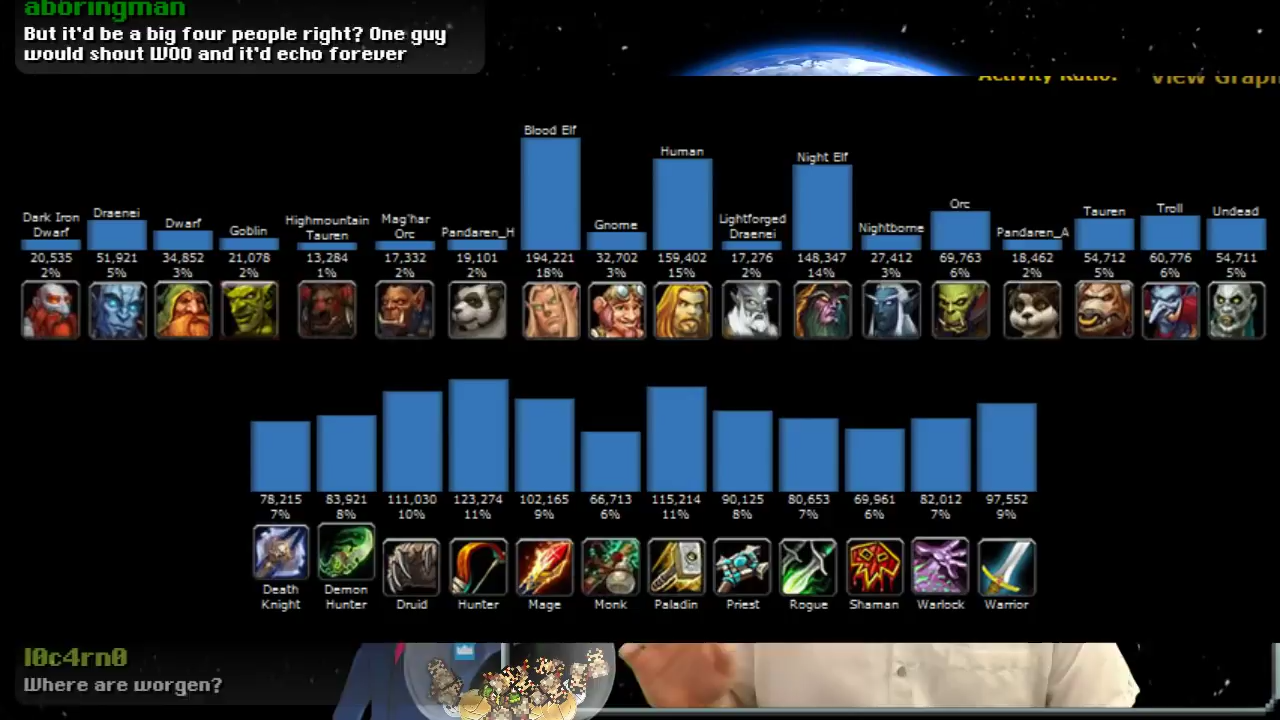 aboringman
But it'd be a big four people right? One guy
would shout WOO and it'd echo forever
Activity Ratio: View Graph
Blood Elf
Human
Night Elf
Dark Iron Dwarf
Draenei
Dwarf
Goblin
Highmountain Tauren
Mag'har Orc
Pandaren_H
Gnome
Lightforged Draenei
Nightborne
Orc
Pandaren_A
Tauren
Troll
Undead
20,535 51,921 34,852 21,078 13,284 17,332 19,101 194,221 32,702 159,402 17,276 148,347 27,412 69,763 18,462 54,712 60,776 54,711
2% 5% 3% 2% 1% 2% 2% 18% 3% 15% 2% 14% 3% 6% 2% 5% 6% 5%
78,215 83,921 111,030 123,274 102,165 66,713 115,214 90,125 80,653 69,961 82,012 97,552
7% 8% 10% 11% 9% 6% 11% 8% 7% 6% 7% 9%
Death Knight
Demon Hunter
Druid Hunter Mage Monk Paladin Priest Rogue Shaman Warlock Warrior
l0c4rn0
Where are worgen?